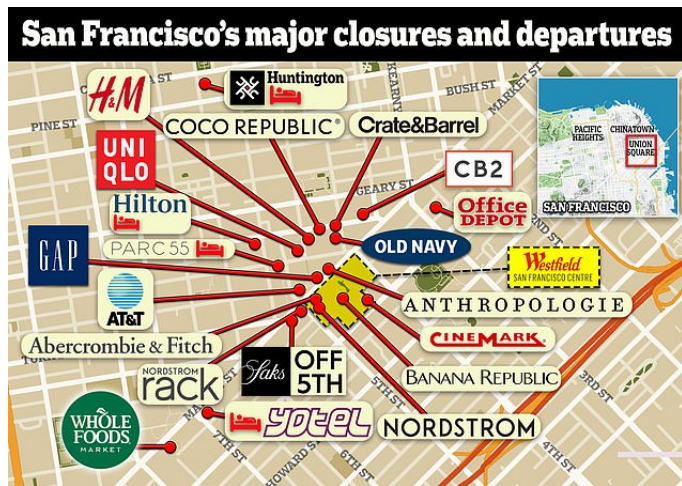 San Francisco's major closures and departures
H&M
Huntington
KEARNY
BUSH ST
MARKET ST
PINE ST
COCO REPUBLIC
Crate&Barrel
PACIFIC HEIGHTS
CHINATOWN
UNION SQUARE
SAN FRANCISCO
UNI
QLO
CB2
GEARY ST
Hilton
Office
DEPOT
2ND ST
PARC 55
OLD NAVY
GAP
Westfield
SAN FRANCISCO CENTRE
AT&T
ANTHROPOLOGIE
Abercrombie & Fitch
CINEMARK.
Saks
OFF
5TH
NORDSTROM
rack
BANANA REPUBLIC
5TH ST
3RD ST
WHOLE
FOODS
MARKET
YOTEL
NORDSTROM
7TH ST
HOWARD ST
6TH ST
4TH ST